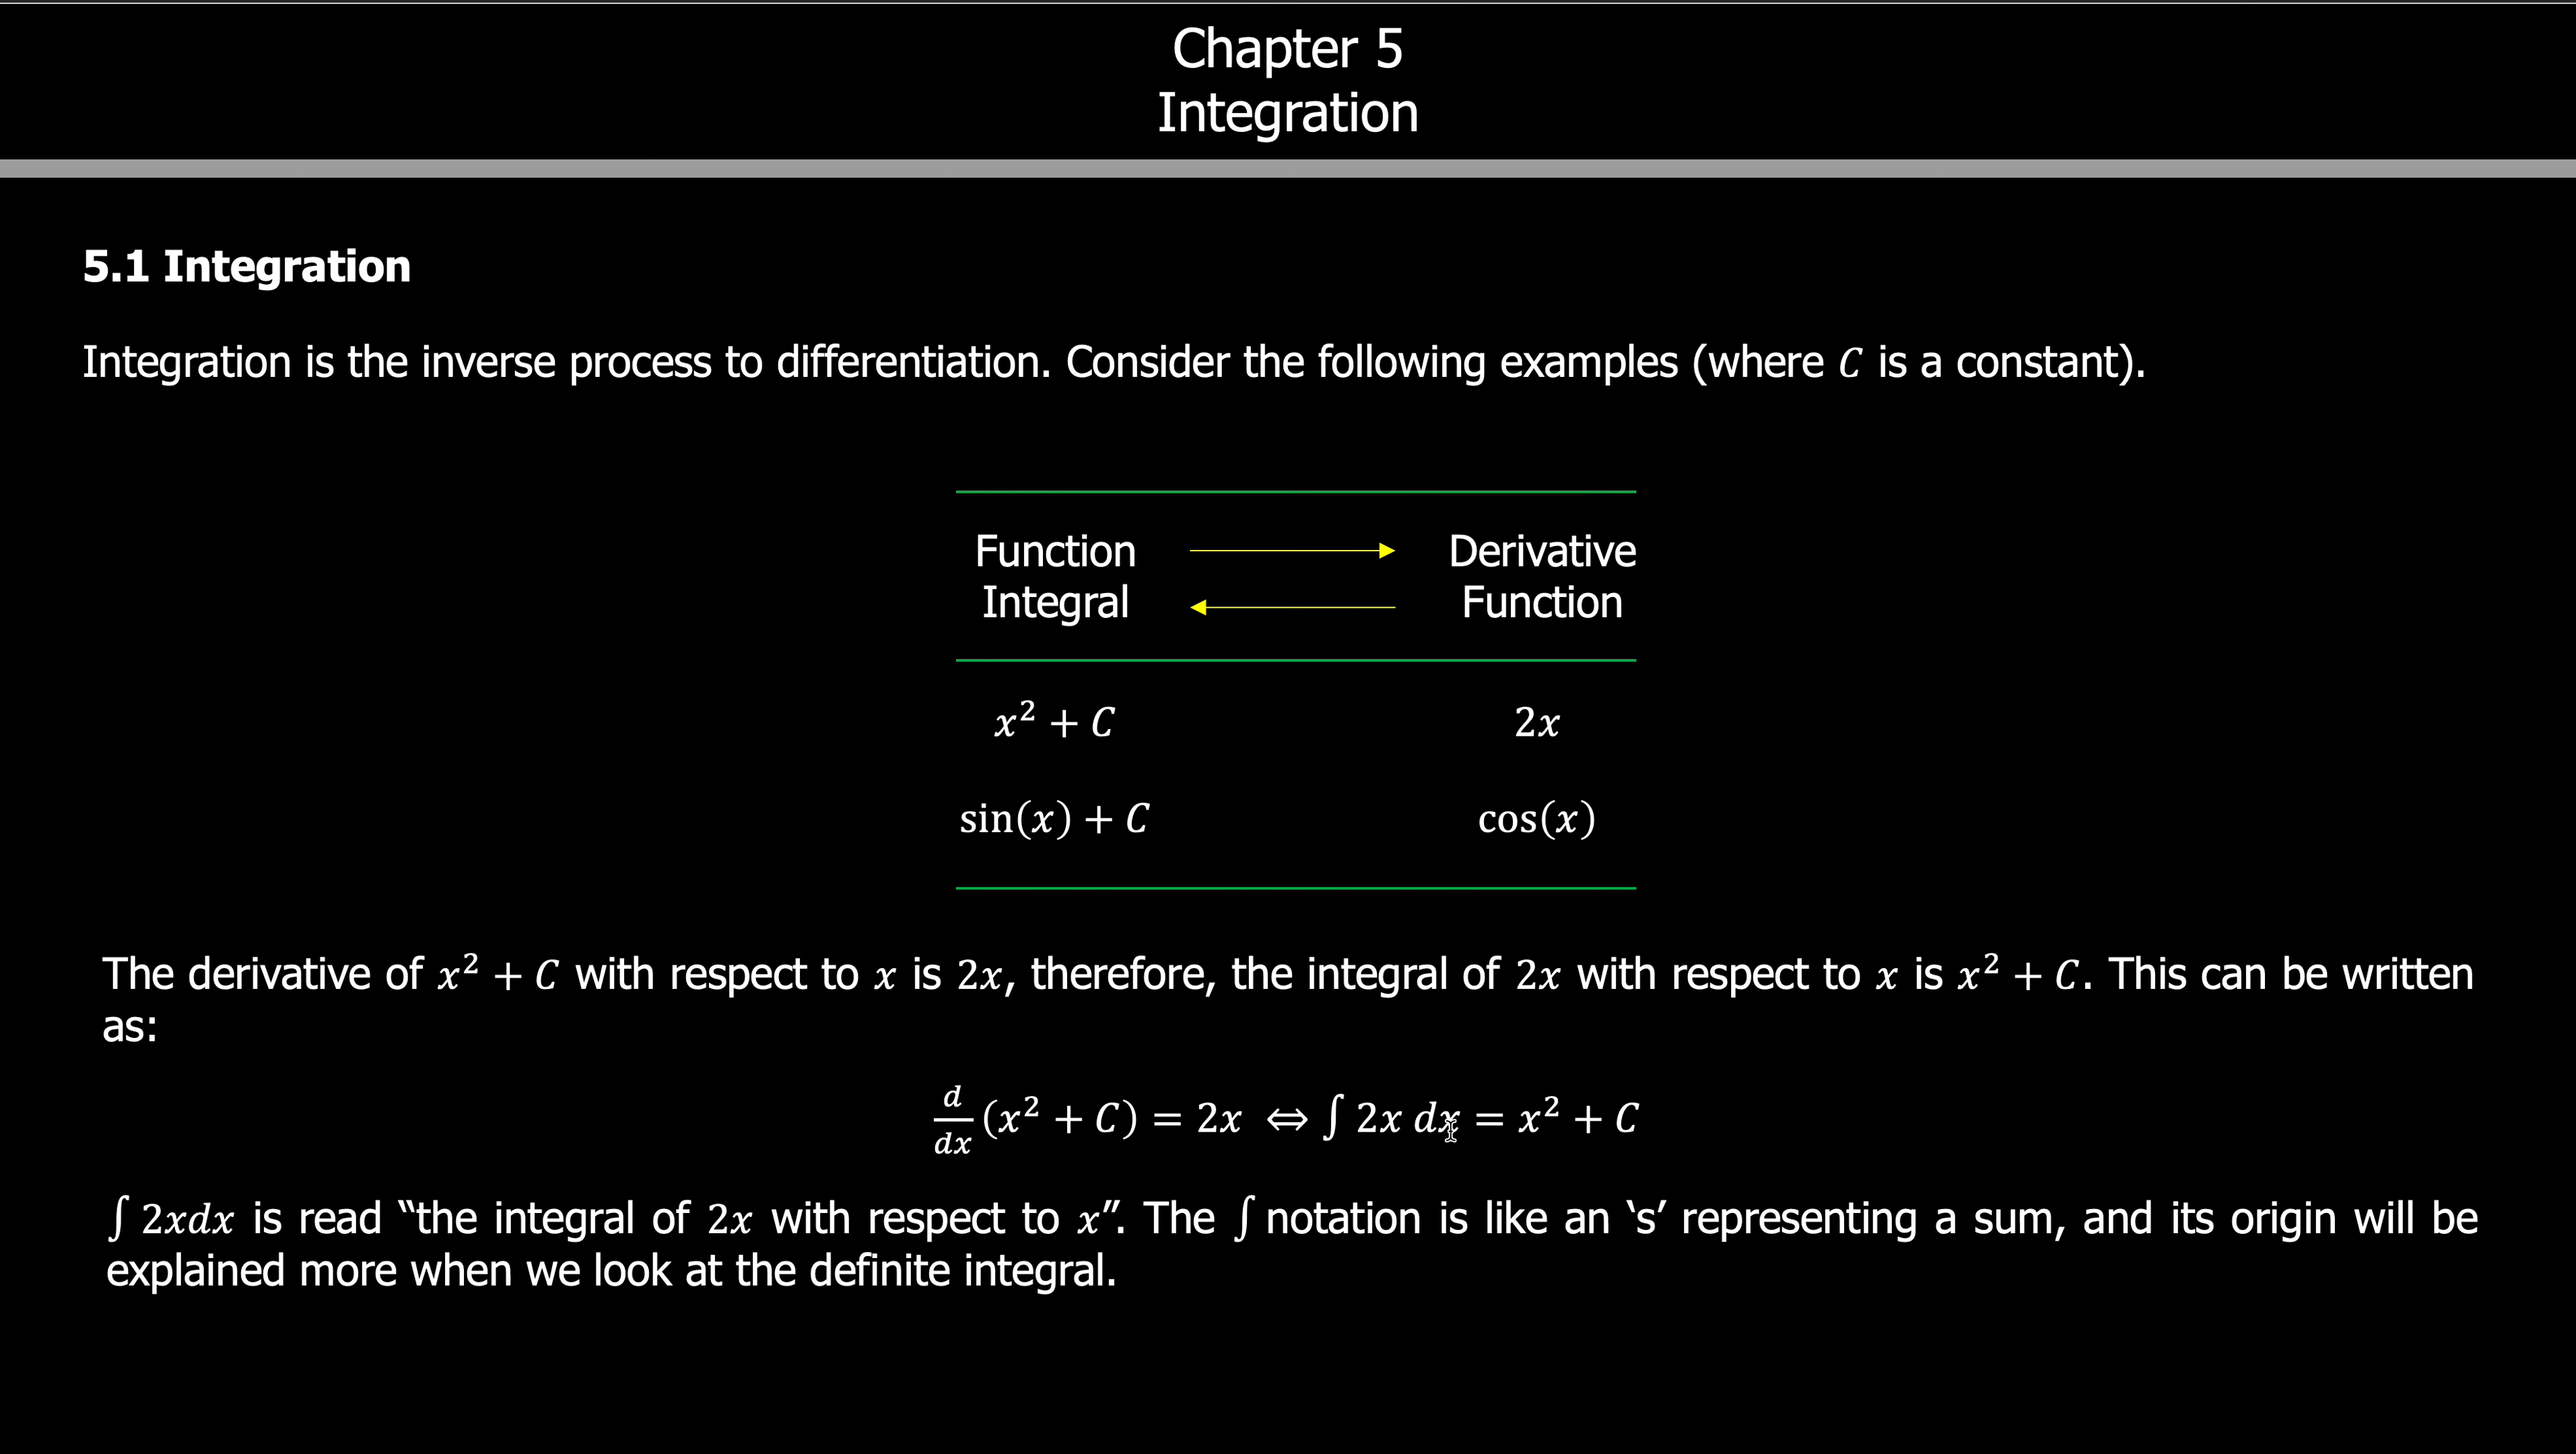 Chapter 5
Integration
5.1 Integration
Integration is the inverse process to differentiation. Consider the following examples (where C is a constant).
Function → Derivative
Integral ← Function
x² + C 2x
sin(x) + C cos(x)
The derivative of x² + C with respect to x is 2x, therefore, the integral of 2x with respect to x is x² + C. This can be written
as:
d/dx (x² + C) = 2x ⇔ ∫ 2x dx = x² + C
∫ 2xdx is read “the integral of 2x with respect to x”. The ∫ notation is like an ‘s’ representing a sum, and its origin will be
explained more when we look at the definite integral.